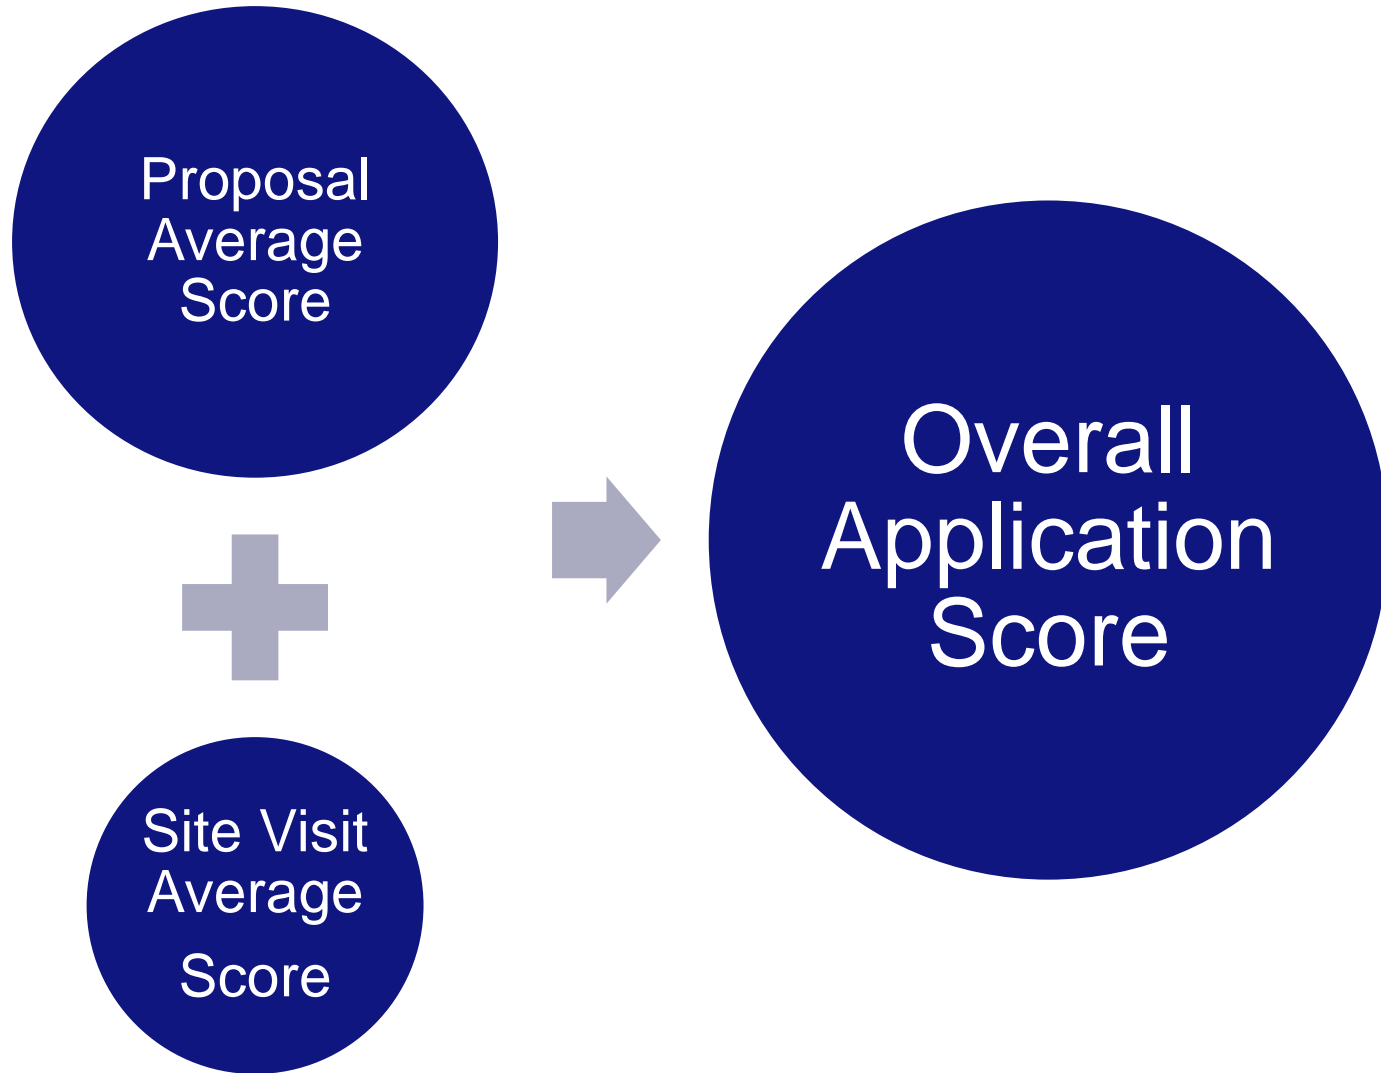 Proposal
Average
Score
Site Visit
Average
Score
Overall
Application
Score